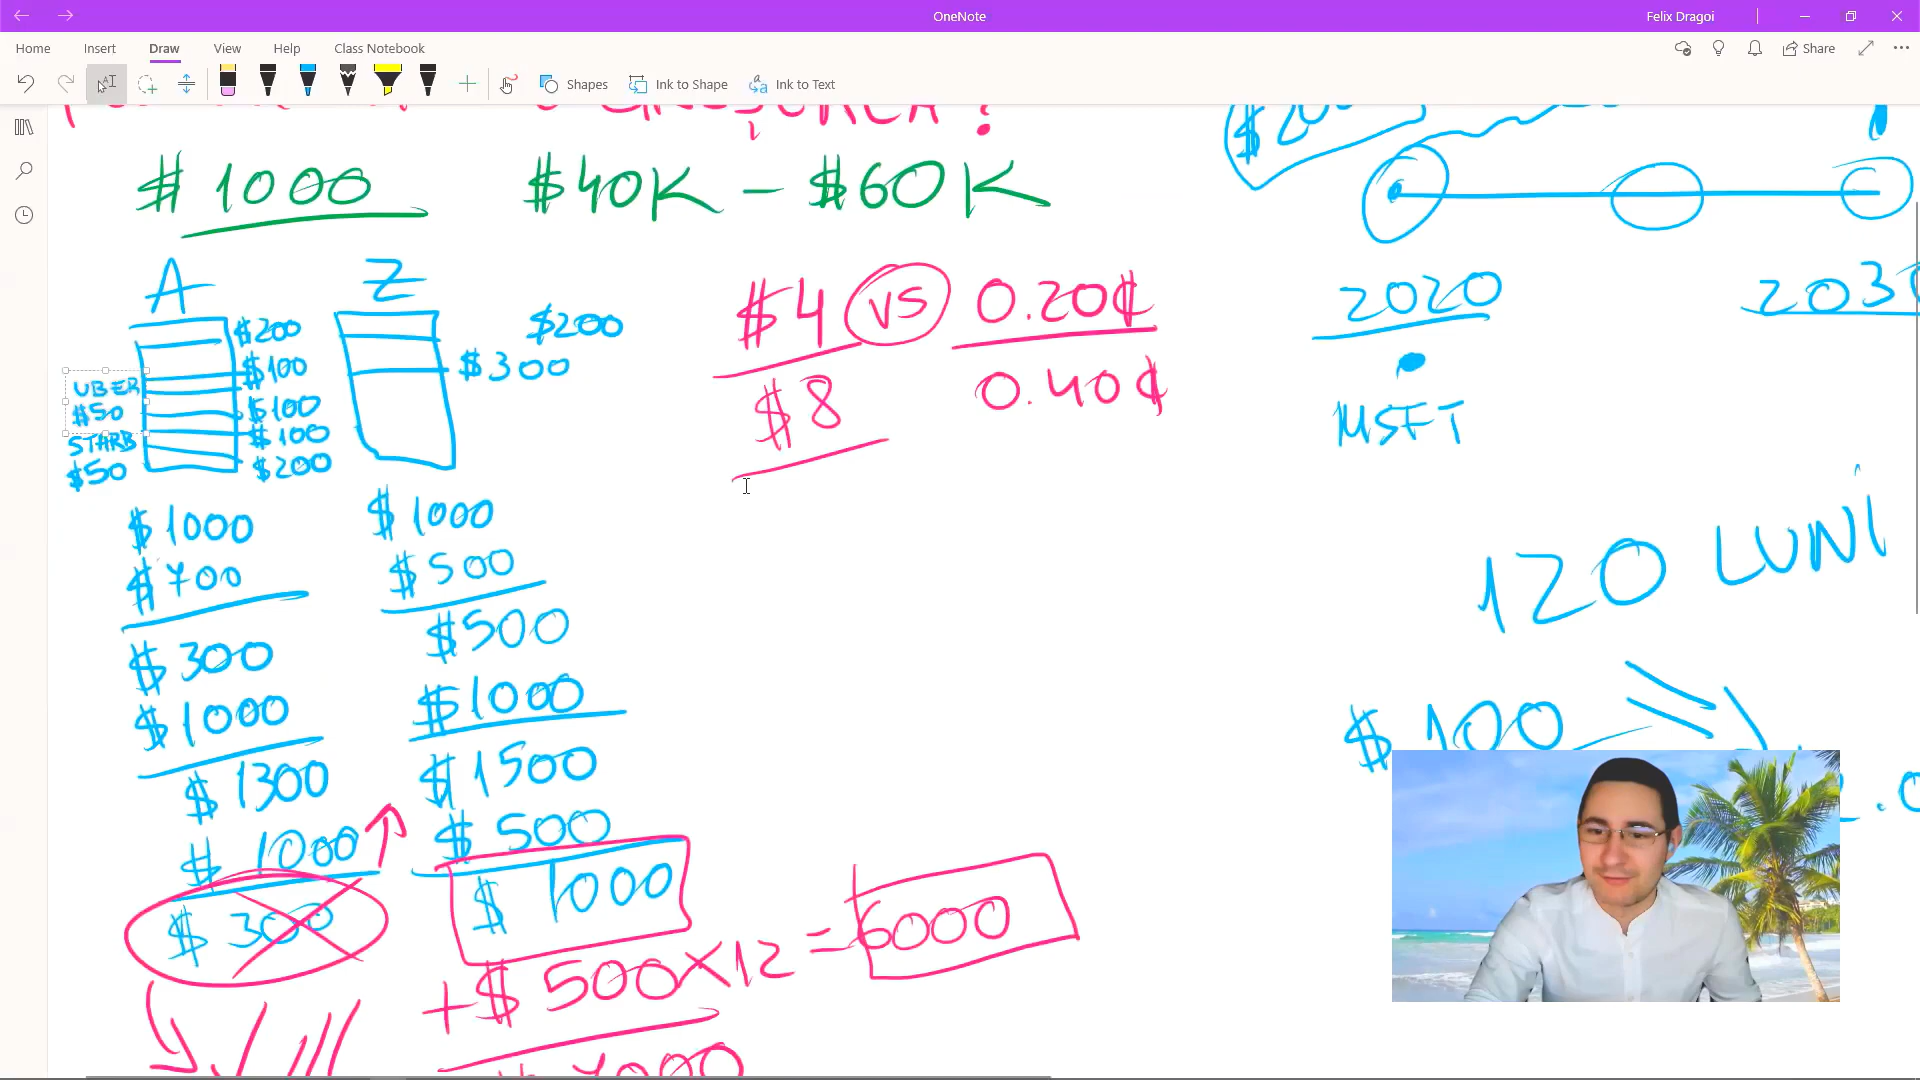 OneNote
Felix Dragoi
Home Insert Draw View Help Class Notebook
Share
Shapes Ink to Shape Ink to Text
$1000 $40K - $60K
A Z
$200
$100
UBER
$50
$100
STARB
$100
$50
$200
$200
$300
$4 VS 0.20¢
$8 0.40¢
2020
MSFT
120 LUNI
$100
$1000
$700
$300
$1000
$1300
$1000
$300
$1000
$500
$500
$1000
$1500
$500
$1000
+$500x12 = 6000